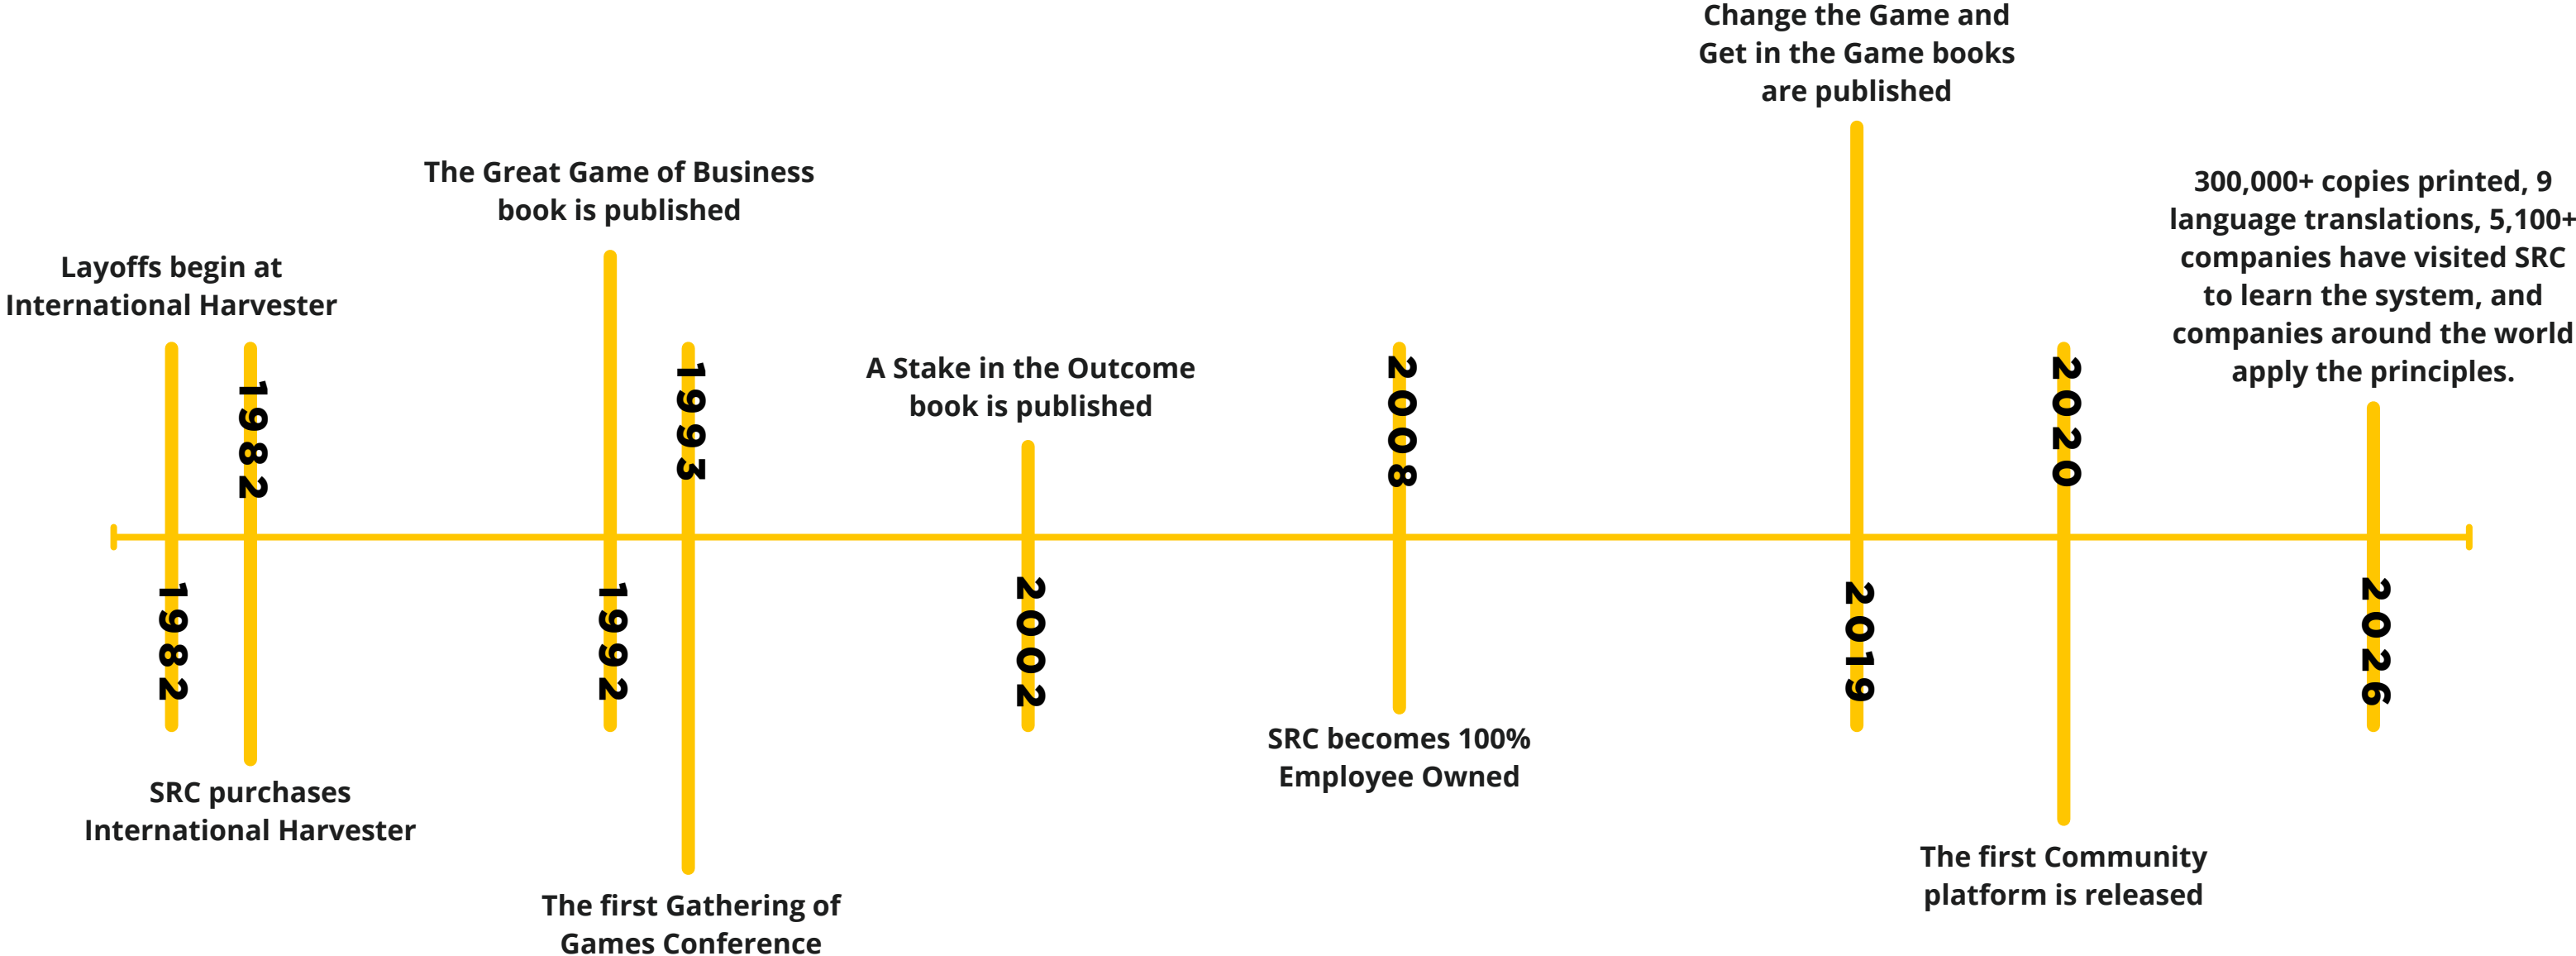 Layoffs begin at
International Harvester
1982
1982
SRC purchases
International Harvester
The Great Game of Business
book is published
1992
1993
The first Gathering of
Games Conference
A Stake in the Outcome
book is published
2002
2008
SRC becomes 100%
Employee Owned
Change the Game and
Get in the Game books
are published
2019
2020
The first Community
platform is released
300,000+ copies printed, 9
language translations, 5,100+
companies have visited SRC
to learn the system, and
companies around the world
apply the principles.
2026